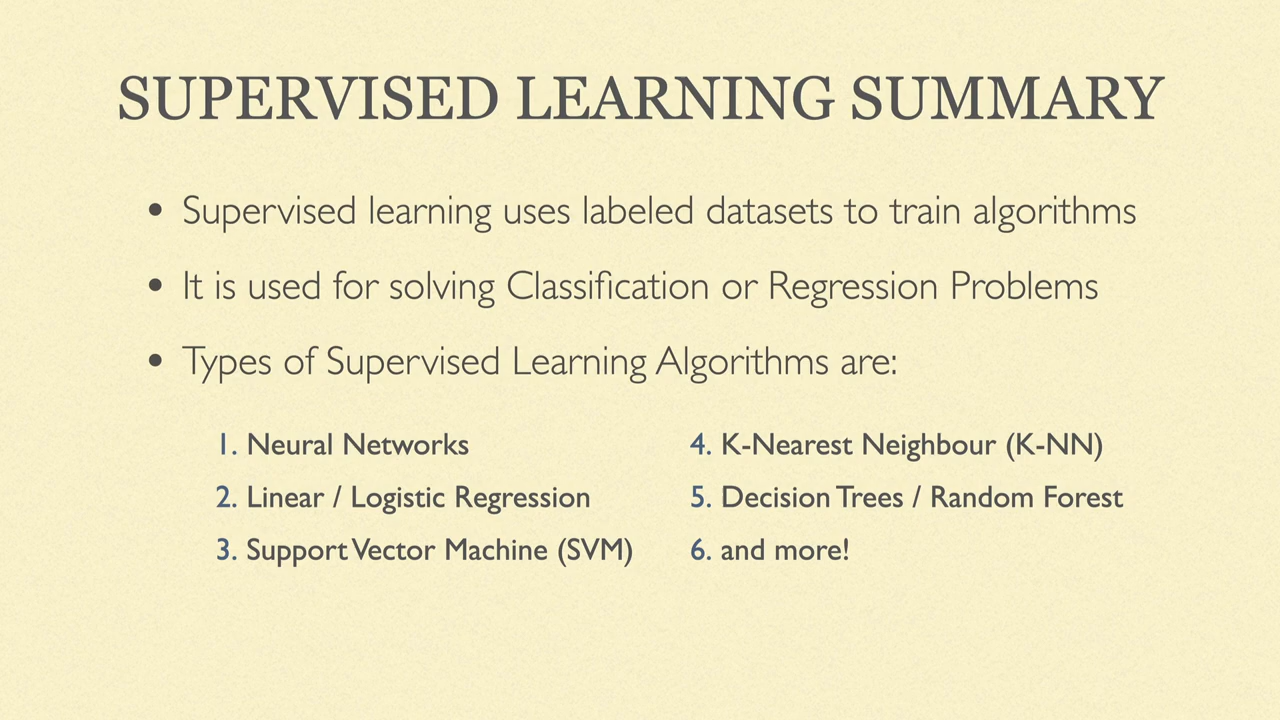 SUPERVISED LEARNING SUMMARY
• Supervised learning uses labeled datasets to train algorithms
• It is used for solving Classification or Regression Problems
• Types of Supervised Learning Algorithms are:
1. Neural Networks
2. Linear / Logistic Regression
3. Support Vector Machine (SVM)
4. K-Nearest Neighbour (K-NN)
5. Decision Trees / Random Forest
6. and more!